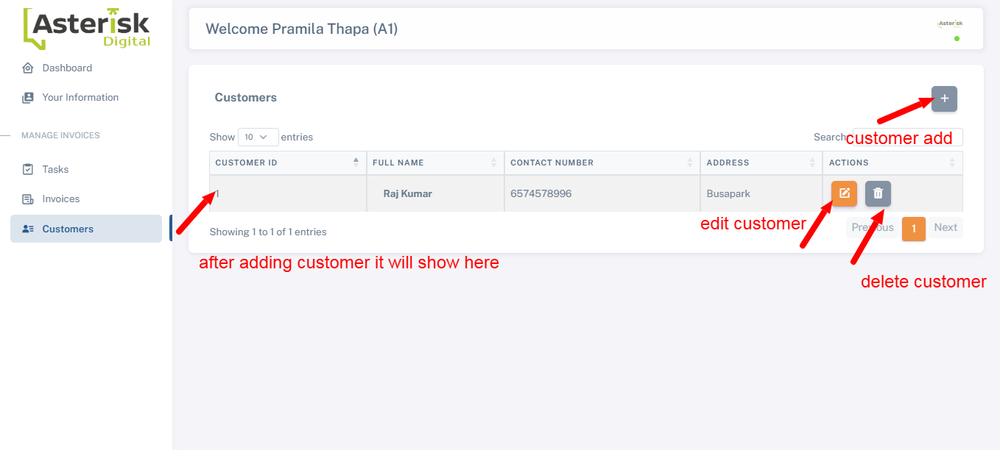 Asterisk
Digital
Welcome Pramila Thapa (A1)
Asterisk
Dashboard
Your Information
MANAGE INVOICES
Tasks
Invoices
Customers
Customers
+
customer add
Show 10 entries
Search
CUSTOMER ID FULL NAME CONTACT NUMBER ADDRESS ACTIONS
1 Raj Kumar 6574578996 Busapark
edit customer
Showing 1 to 1 of 1 entries
Previous 1 Next
after adding customer it will show here
delete customer